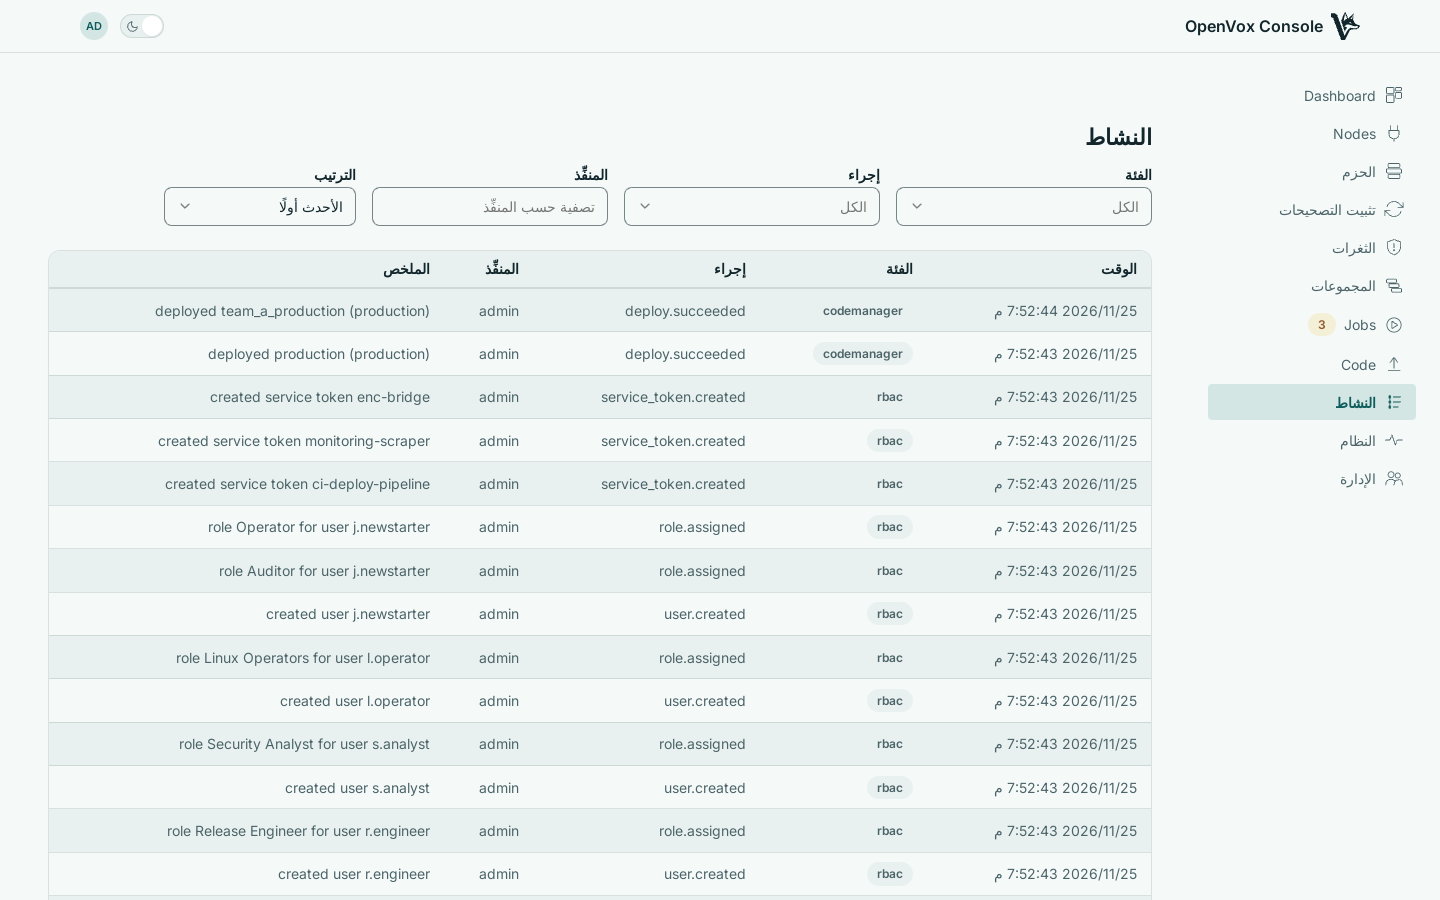 OpenVox Console
AD
Dashboard
Nodes
الحزم
تثبيت التصحيحات
الثغرات
المجموعات
Jobs 3
Code
النشاط
النظام
الإدارة
النشاط
الفئة إجراء المنفِّذ الترتيب
الكل الكل تصفية حسب المنفِّذ الأحدث أولًا
الوقت الفئة إجراء المنفِّذ الملخص
2026/11/25 7:52:44 م codemanager deploy.succeeded admin deployed team_a_production (production)
2026/11/25 7:52:43 م codemanager deploy.succeeded admin deployed production (production)
2026/11/25 7:52:43 م rbac service_token.created admin created service token enc-bridge
2026/11/25 7:52:43 م rbac service_token.created admin created service token monitoring-scraper
2026/11/25 7:52:43 م rbac service_token.created admin created service token ci-deploy-pipeline
2026/11/25 7:52:43 م rbac role.assigned admin role Operator for user j.newstarter
2026/11/25 7:52:43 م rbac role.assigned admin role Auditor for user j.newstarter
2026/11/25 7:52:43 م rbac user.created admin created user j.newstarter
2026/11/25 7:52:43 م rbac role.assigned admin role Linux Operators for user l.operator
2026/11/25 7:52:43 م rbac user.created admin created user l.operator
2026/11/25 7:52:43 م rbac role.assigned admin role Security Analyst for user s.analyst
2026/11/25 7:52:43 م rbac user.created admin created user s.analyst
2026/11/25 7:52:43 م rbac role.assigned admin role Release Engineer for user r.engineer
2026/11/25 7:52:43 م rbac user.created admin created user r.engineer